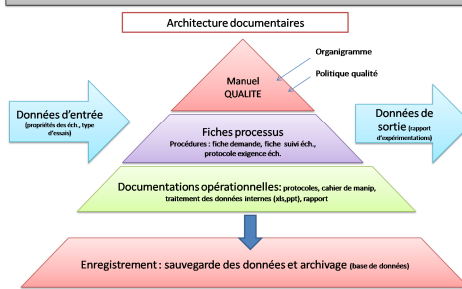 Architecture documentaires
Organigramme
Politique qualité
Manuel
QUALITE
Données d'entrée
(propriétés des éch., type
d'essais)
Données de
sortie (rapport
d'expérimentations)
Fiches processus
Procédures : fiche demande, fiche suivi éch.,
protocole exigence éch.
Documentations opérationnelles: protocoles, cahier de manip,
traitement des données internes (xls,ppt), rapport
Enregistrement : sauvegarde des données et archivage (base de données)